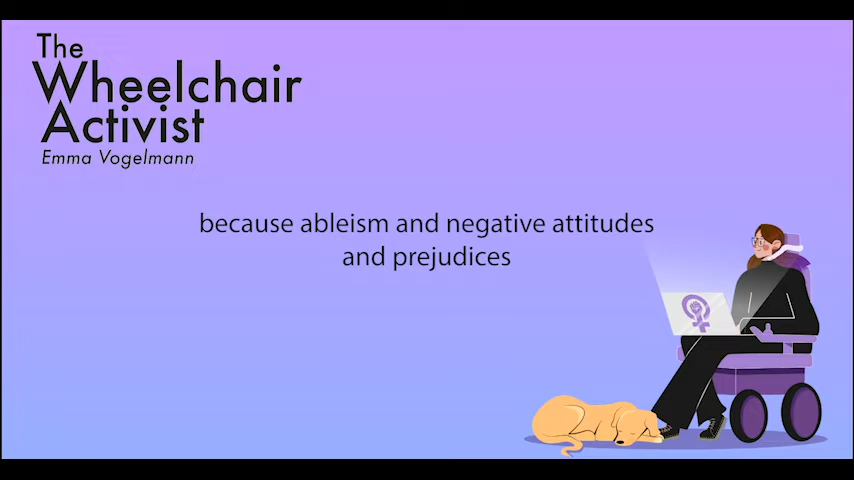 The
Wheelchair
Activist
Emma Vogelmann
because ableism and negative attitudes
and prejudices